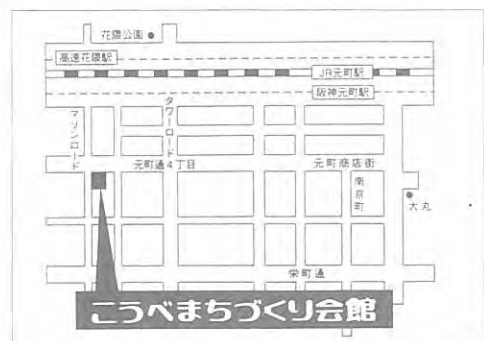 花隈公園
高速花隈駅
JR元町駅
阪神元町駅
マリンロード
タワーロード
元町通4丁目
元町商店街
南京町
大丸
栄町通
こうべまちづくり会館